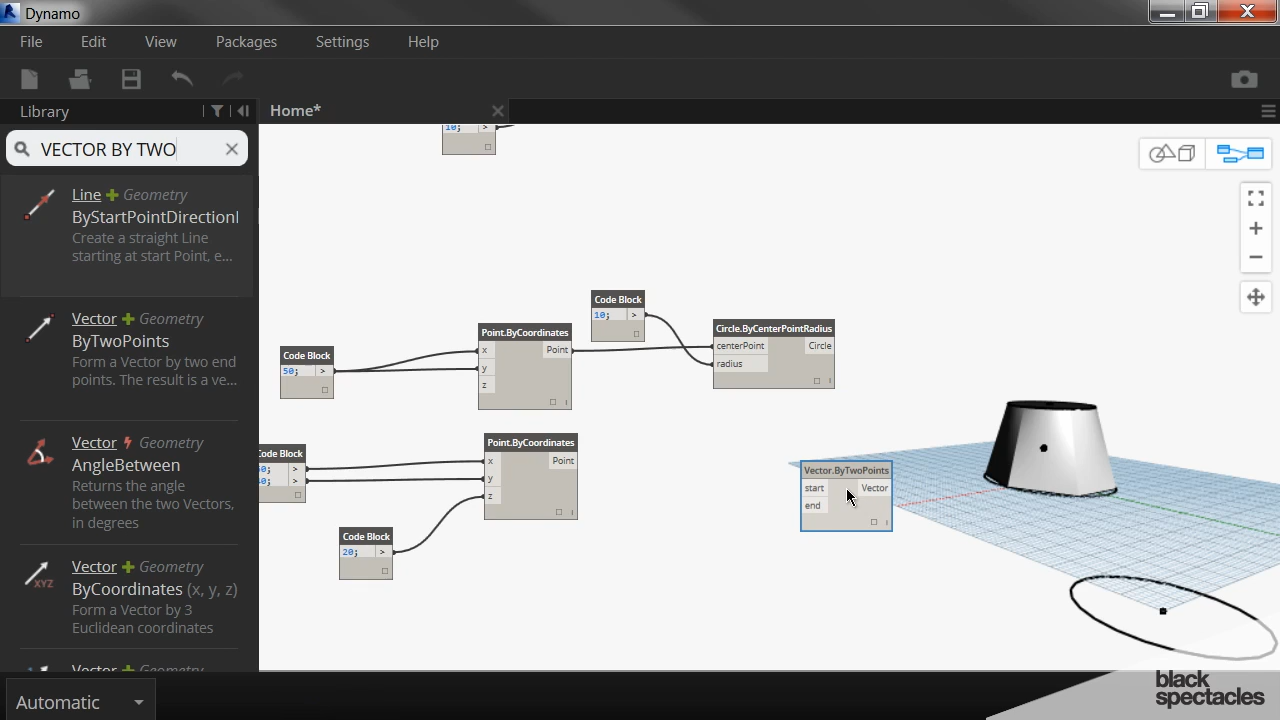 Dynamo
File Edit View Packages Settings Help
Library
Home*
VECTOR BY TWO
Line Geometry
ByStartPointDirectionL
Create a straight Line
starting at start Point, e...
Vector Geometry
ByTwoPoints
Form a Vector by two end
points. The result is a ve...
Vector Geometry
AngleBetween
Returns the angle
between the two Vectors,
in degrees
Vector Geometry
ByCoordinates (x, y, z)
Form a Vector by 3
Euclidean coordinates
Vector Geometry
Automatic
10; >
Code Block
10; >
Code Block
50; >
Point.ByCoordinates
x Point
y
z
Circle.ByCenterPointRadius
centerPoint Circle
radius
Code Block
>
>
Point.ByCoordinates
x Point
y
z
Code Block
20; >
Vector.ByTwoPoints
start Vector
end
black
spectacles